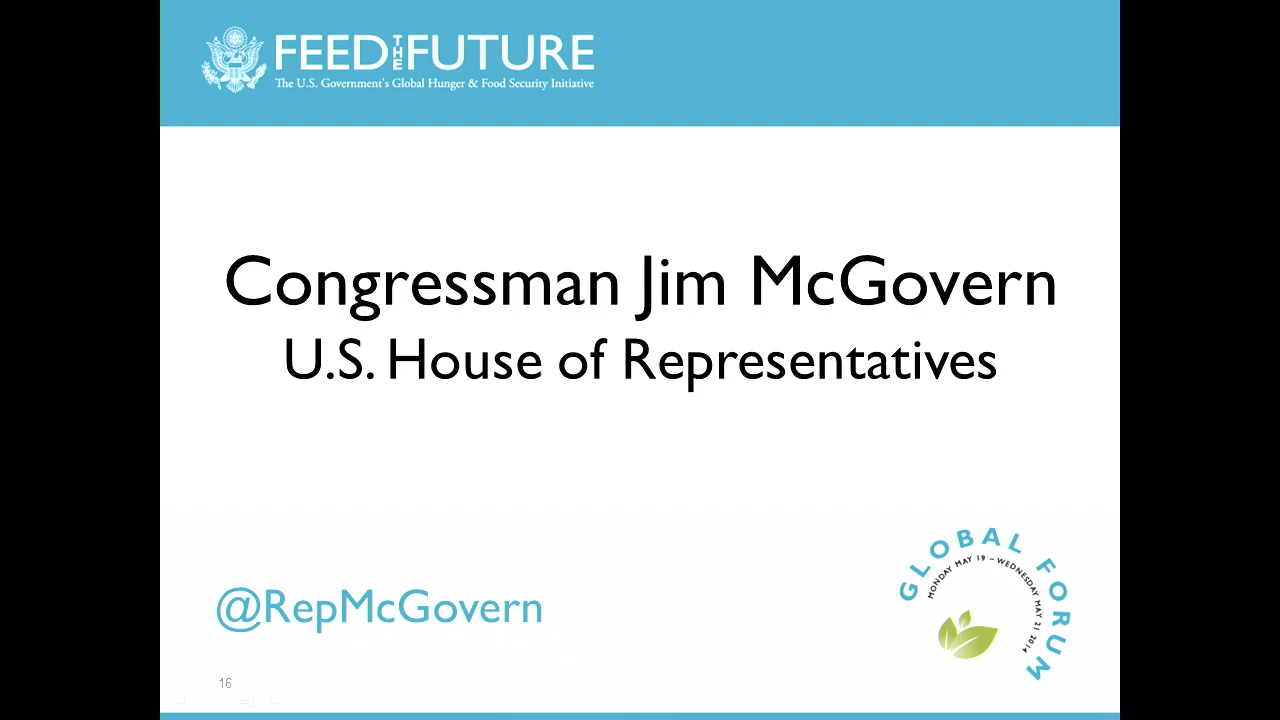 FEED THE FUTURE
The U.S. Government's Global Hunger & Food Security Initiative
Congressman Jim McGovern
U.S. House of Representatives
GLOBAL FORUM
MONDAY MAY 19 – WEDNESDAY MAY 21 2014
@RepMcGovern
16